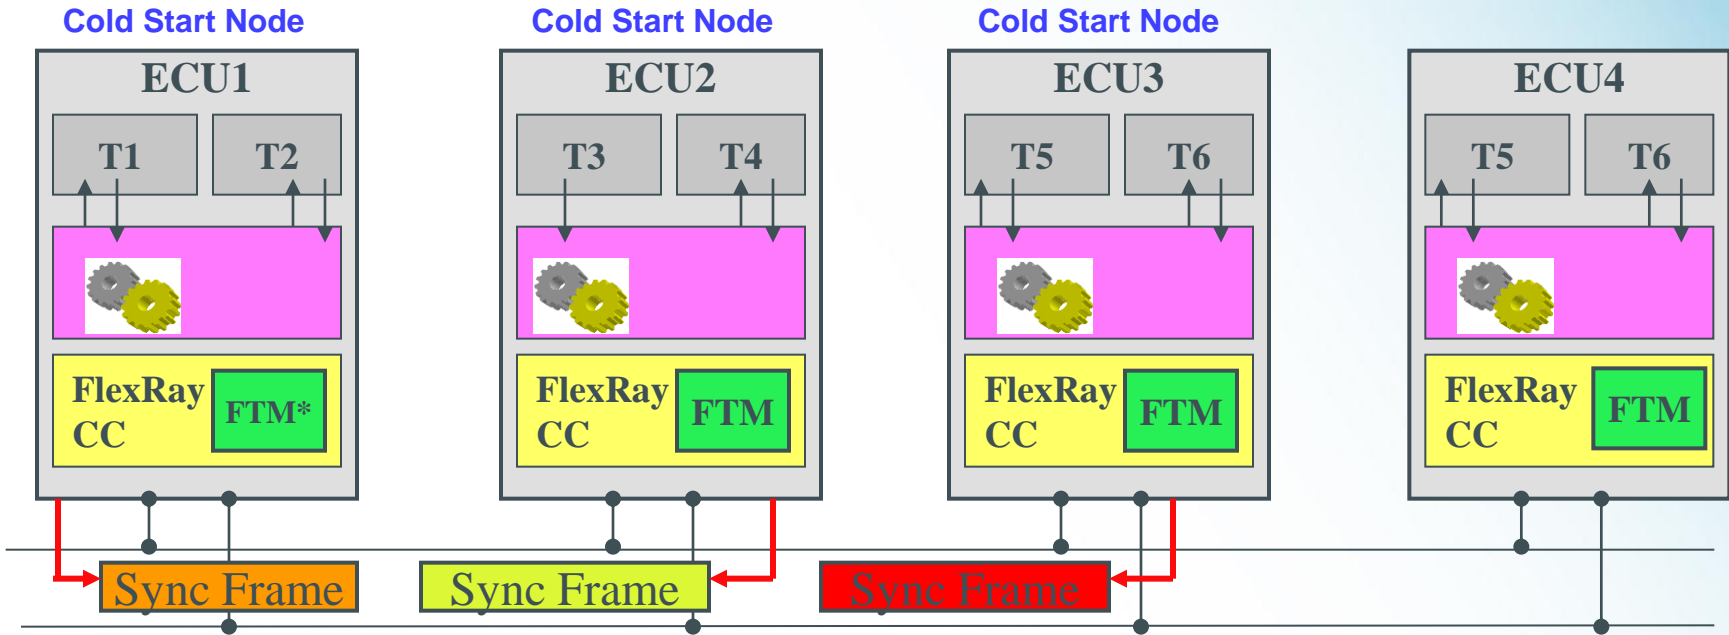 Cold Start Node
Cold Start Node
Cold Start Node
ECU1
ECU2
ECU3
ECU4
T1
T2
T3
T4
T5
T6
T5
T6
FlexRay
CC
FTM*
FlexRay
CC
FTM
FlexRay
CC
FTM
FlexRay
CC
FTM
Sync Frame
Sync Frame
Sync Frame